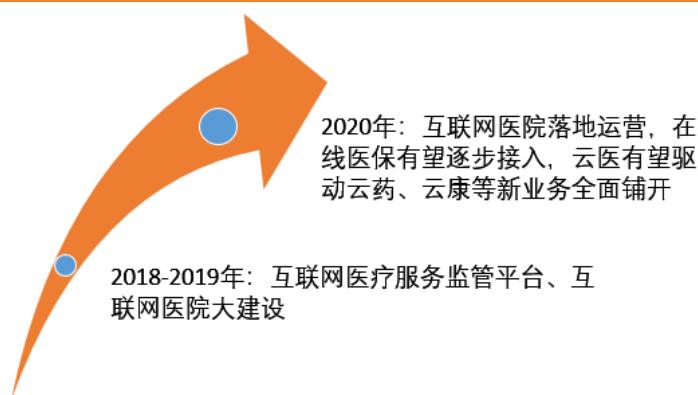 2020年：互联网医院落地运营，在
线医保有望逐步接入，云医有望驱
动云药、云康等新业务全面铺开
2018-2019年：互联网医疗服务监管平台、互
联网医院大建设